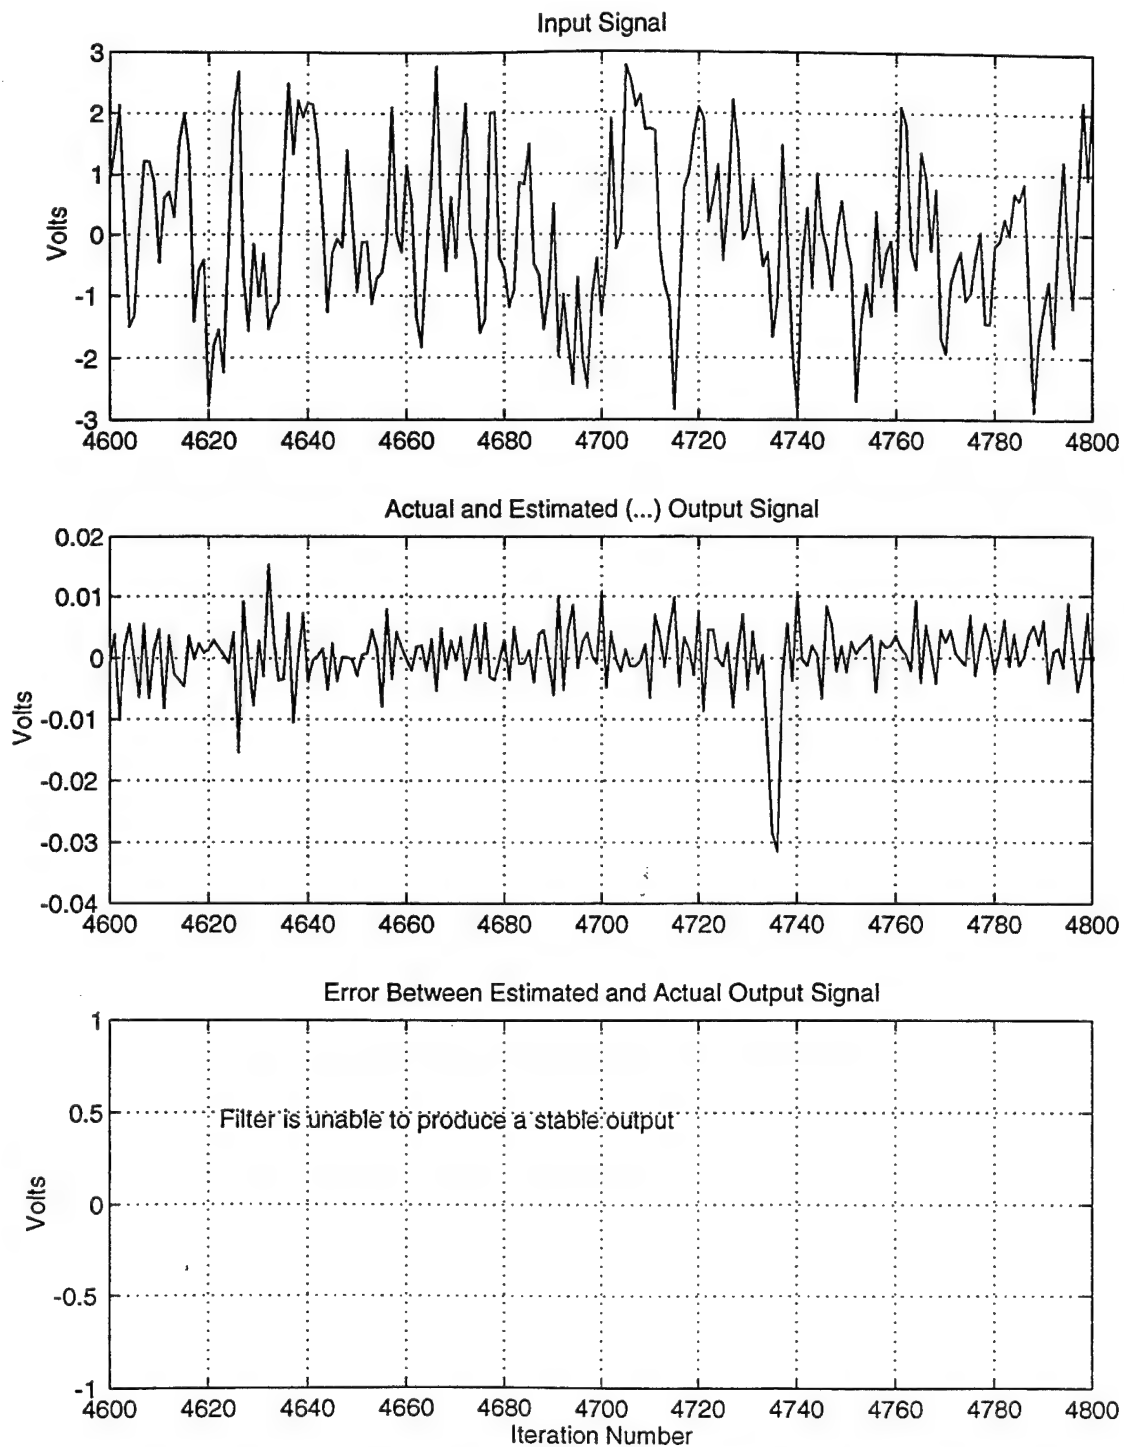 Input Signal
3
2
1
0
-1
-2
-3
Volts
4600 4620 4640 4660 4680 4700 4720 4740 4760 4780 4800
Actual and Estimated (...) Output Signal
0.02
0.01
0
-0.01
-0.02
-0.03
-0.04
Volts
4600 4620 4640 4660 4680 4700 4720 4740 4760 4780 4800
Error Between Estimated and Actual Output Signal
1
0.5
0
-0.5
-1
Volts
Filter is unable to produce a stable output
4600 4620 4640 4660 4680 4700 4720 4740 4760 4780 4800
Iteration Number